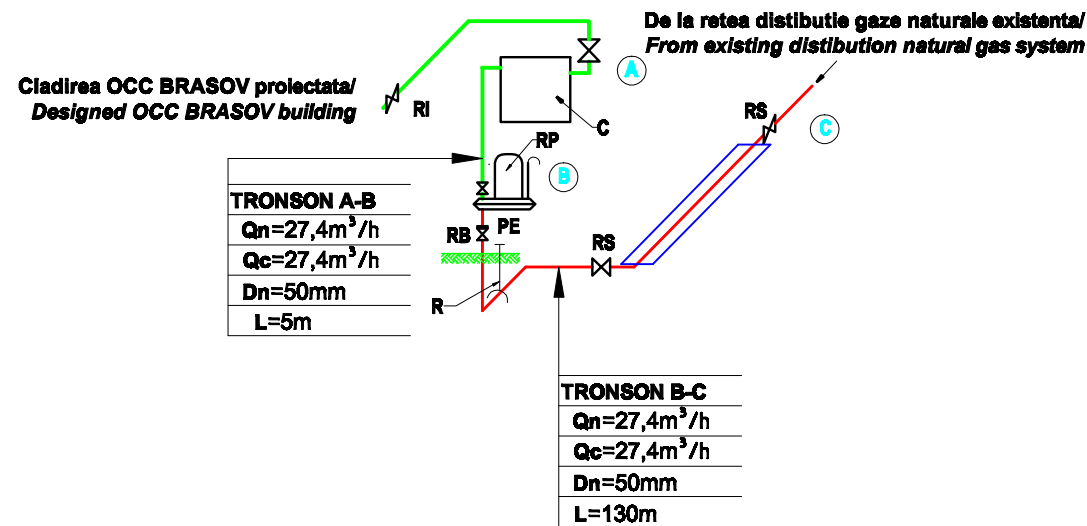 De la retea distibutie gaze naturale existenta/
From existing distibution natural gas system
Cladirea OCC BRASOV proiectata/
Designed OCC BRASOV building
RI
A
C
RS
C
RP
B
TRONSON A-B
Qn=27,4m³/h
Qc=27,4m³/h
Dn=50mm
L=5m
RB
PE
RS
R
TRONSON B-C
Qn=27,4m³/h
Qc=27,4m³/h
Dn=50mm
L=130m